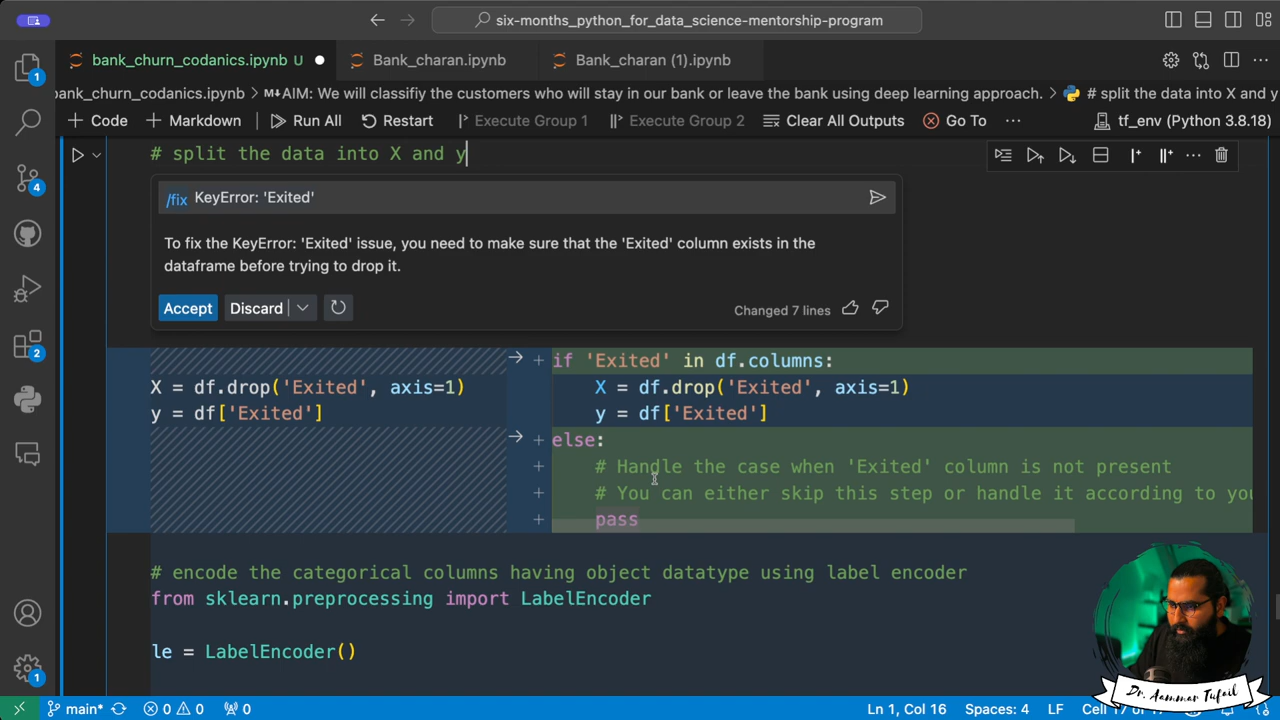 six-months_python_for_data_science-mentorship-program
bank_churn_codanics.ipynb U
Bank_charan.ipynb
Bank_charan (1).ipynb
bank_churn_codanics.ipynb > M↓AIM: We will classifiy the customers who will stay in our bank or leave the bank using deep learning approach. > # split the data into X and y
+ Code + Markdown Run All Restart Execute Group 1 Execute Group 2 Clear All Outputs Go To ··· tf_env (Python 3.8.18)
# split the data into X and y
/fix KeyError: 'Exited'
To fix the KeyError: 'Exited' issue, you need to make sure that the 'Exited' column exists in the
dataframe before trying to drop it.
Accept Discard Changed 7 lines
+ if 'Exited' in df.columns:
X = df.drop('Exited', axis=1) X = df.drop('Exited', axis=1)
y = df['Exited'] y = df['Exited']
+ else:
+ # Handle the case when 'Exited' column is not present
+ # You can either skip this step or handle it according to you
+ pass
# encode the categorical columns having object datatype using label encoder
from sklearn.preprocessing import LabelEncoder
le = LabelEncoder()
1
4
2
1
Dr. Aammar Tufail
main* 0 0 0 Ln 1, Col 16 Spaces: 4 LF Cell 17 of 17